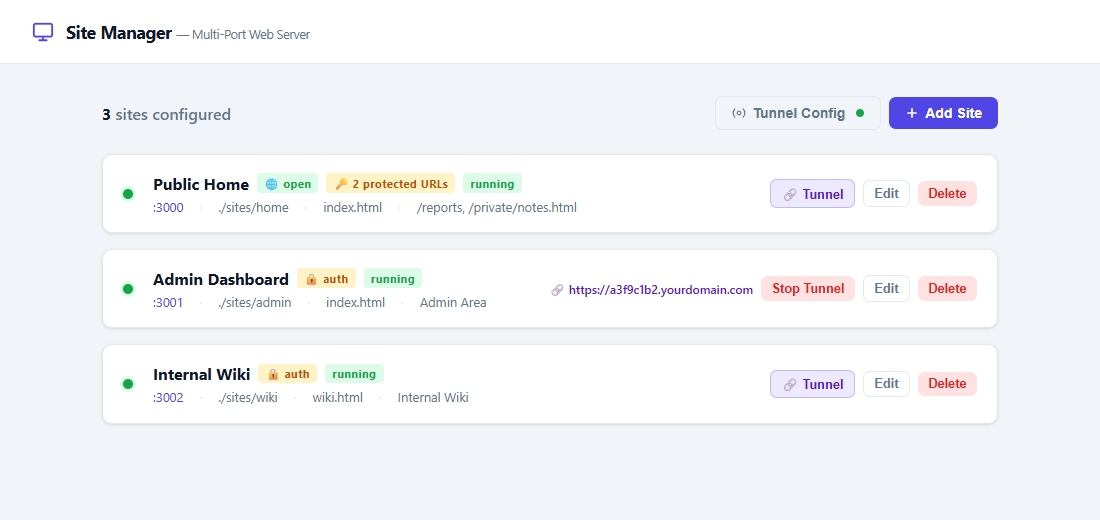 Site Manager — Multi-Port Web Server
3 sites configured
Tunnel Config
+ Add Site
Public Home open 2 protected URLs running
:3000 · ./sites/home · index.html · /reports, /private/notes.html
Tunnel Edit Delete
Admin Dashboard auth running
:3001 · ./sites/admin · index.html · Admin Area
https://a3f9c1b2.yourdomain.com Stop Tunnel Edit Delete
Internal Wiki auth running
:3002 · ./sites/wiki · wiki.html · Internal Wiki
Tunnel Edit Delete